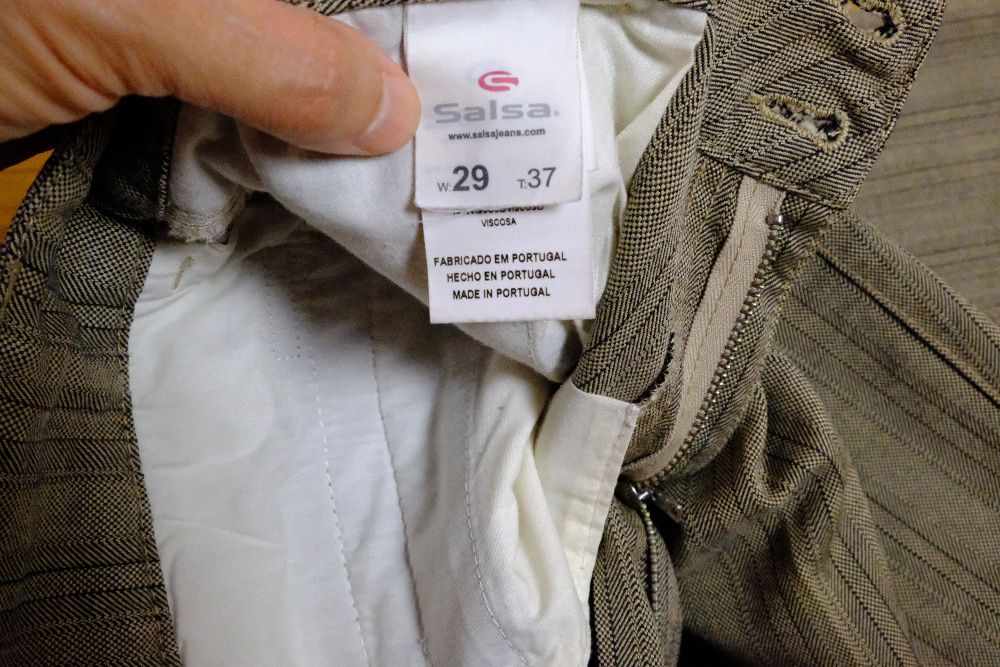 Salsa®
www.salsajeans.com
W: 29 T: 37
VISCOSA
FABRICADO EM PORTUGAL
HECHO EN PORTUGAL
MADE IN PORTUGAL